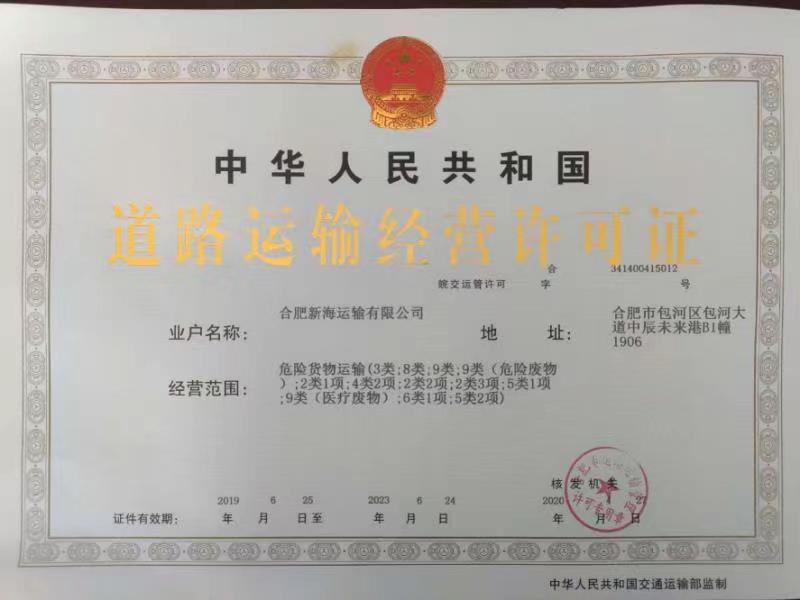 中华人民共和国
道路运输经营许可证
皖交运管许可 合 字 341400415012 号
业户名称： 合肥新海运输有限公司
地 址： 合肥市包河区包河大
道中辰未来港B1幢
1906
经营范围： 危险货物运输(3类;8类;9类;9类（危险废物
）;2类1项;4类2项;2类2项;2类3项;5类1项
;9类（医疗废物）;6类1项;5类2项)
核发机关
证件有效期： 2019 年 6 月 25 日至 2023 年 6 月 24 日
2020 年 月 27 日
许可专用章
中华人民共和国交通运输部监制